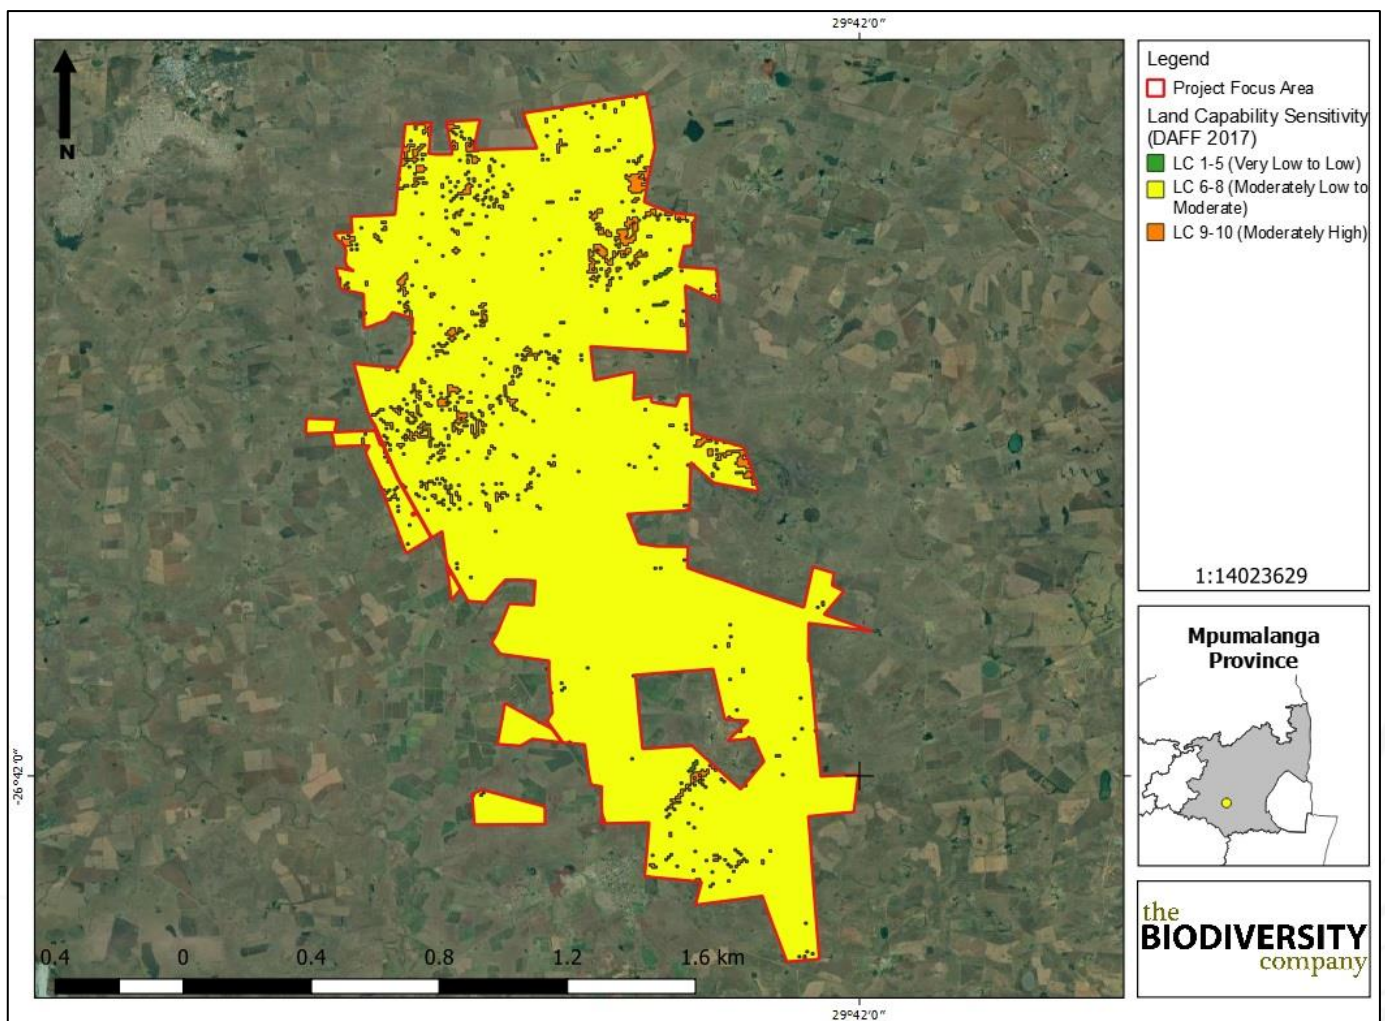 29°42'0"
N
Legend
Project Focus Area
Land Capability Sensitivity
(DAFF 2017)
LC 1-5 (Very Low to Low)
LC 6-8 (Moderately Low to
Moderate)
LC 9-10 (Moderately High)
1:14023629
Mpumalanga
Province
-26°42'0"
0.4 0 0.4 0.8 1.2 1.6 km
29°42'0"
the
BIODIVERSITY
company